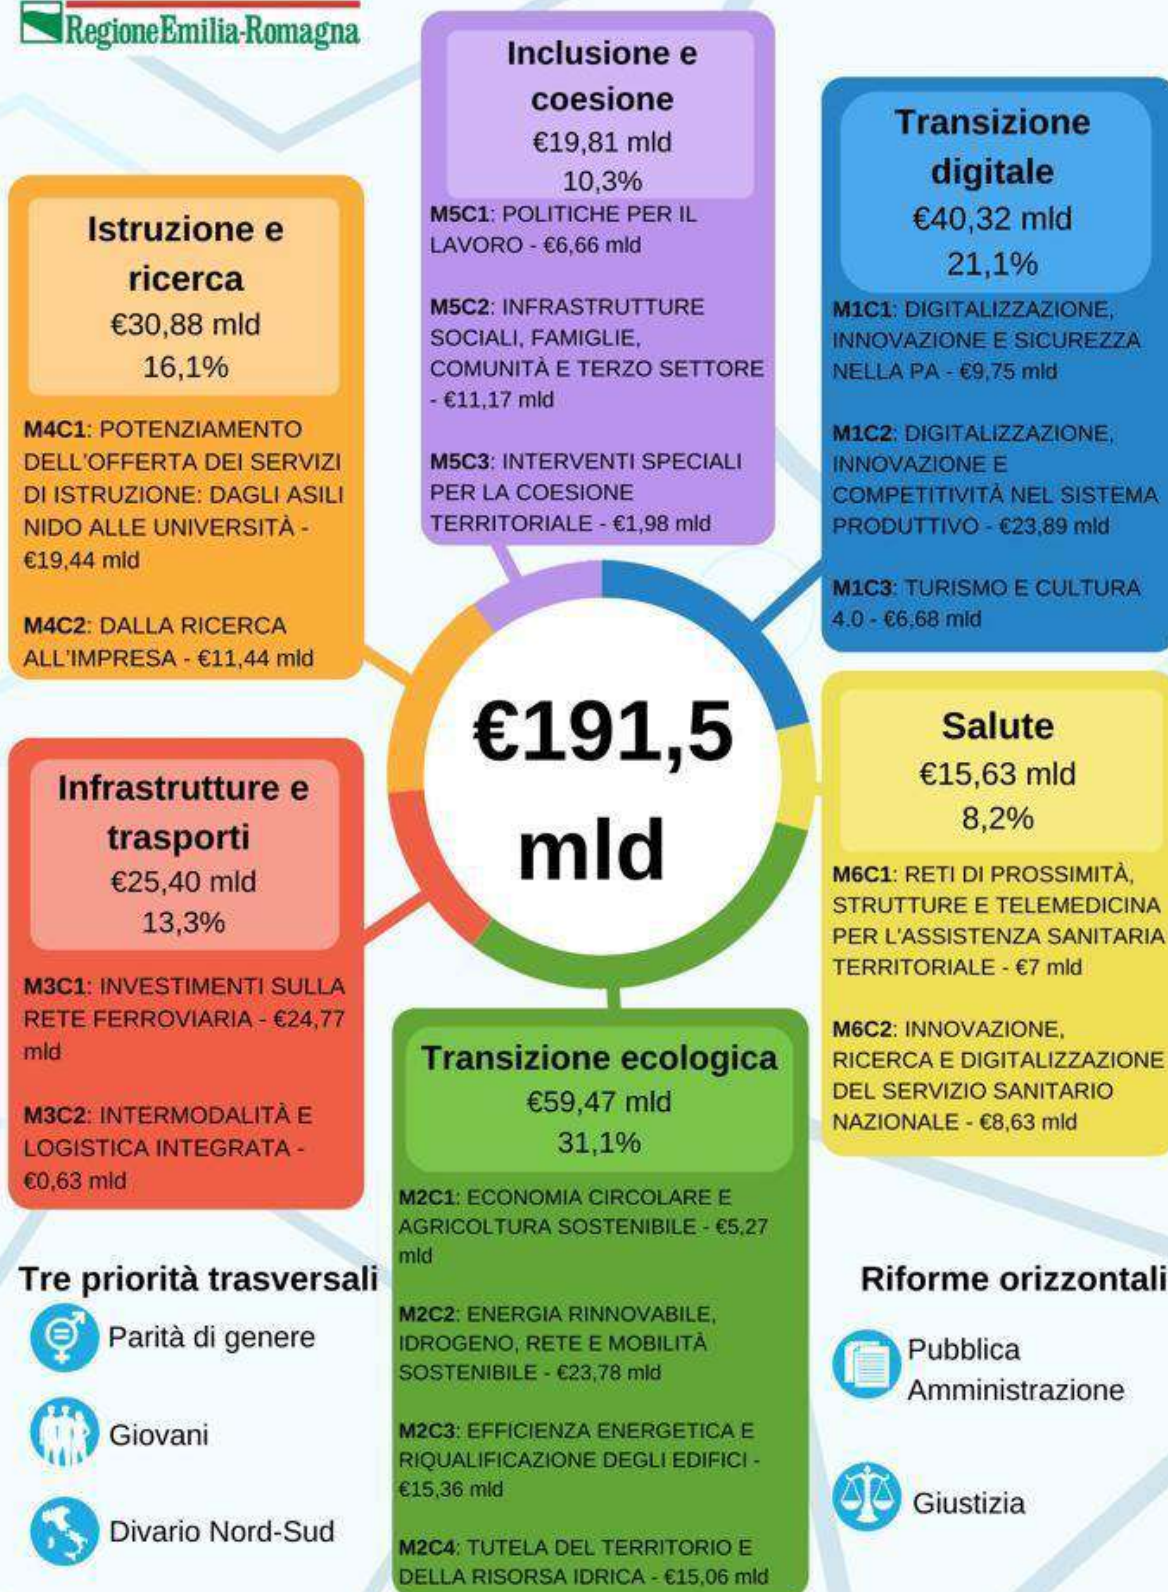 RegioneEmilia-Romagna
Inclusione e
coesione
€19,81 mld
10,3%
M5C1: POLITICHE PER IL
LAVORO - €6,66 mld
M5C2: INFRASTRUTTURE
SOCIALI, FAMIGLIE,
COMUNITÀ E TERZO SETTORE
- €11,17 mld
M5C3: INTERVENTI SPECIALI
PER LA COESIONE
TERRITORIALE - €1,98 mld
Transizione
digitale
€40,32 mld
21,1%
M1C1: DIGITALIZZAZIONE,
INNOVAZIONE E SICUREZZA
NELLA PA - €9,75 mld
M1C2: DIGITALIZZAZIONE,
INNOVAZIONE E
COMPETITIVITÀ NEL SISTEMA
PRODUTTIVO - €23,89 mld
M1C3: TURISMO E CULTURA
4.0 - €6,68 mld
Istruzione e
ricerca
€30,88 mld
16,1%
M4C1: POTENZIAMENTO
DELL'OFFERTA DEI SERVIZI
DI ISTRUZIONE: DAGLI ASILI
NIDO ALLE UNIVERSITÀ -
€19,44 mld
M4C2: DALLA RICERCA
ALL'IMPRESA - €11,44 mld
€191,5
mld
Salute
€15,63 mld
8,2%
M6C1: RETI DI PROSSIMITÀ,
STRUTTURE E TELEMEDICINA
PER L'ASSISTENZA SANITARIA
TERRITORIALE - €7 mld
M6C2: INNOVAZIONE,
RICERCA E DIGITALIZZAZIONE
DEL SERVIZIO SANITARIO
NAZIONALE - €8,63 mld
Infrastrutture e
trasporti
€25,40 mld
13,3%
M3C1: INVESTIMENTI SULLA
RETE FERROVIARIA - €24,77
mld
M3C2: INTERMODALITÀ E
LOGISTICA INTEGRATA -
€0,63 mld
Transizione ecologica
€59,47 mld
31,1%
M2C1: ECONOMIA CIRCOLARE E
AGRICOLTURA SOSTENIBILE - €5,27
mld
M2C2: ENERGIA RINNOVABILE,
IDROGENO, RETE E MOBILITÀ
SOSTENIBILE - €23,78 mld
M2C3: EFFICIENZA ENERGETICA E
RIQUALIFICAZIONE DEGLI EDIFICI -
€15,36 mld
M2C4: TUTELA DEL TERRITORIO E
DELLA RISORSA IDRICA - €15,06 mld
Tre priorità trasversali
Parità di genere
Giovani
Divario Nord-Sud
Riforme orizzontali
Pubblica
Amministrazione
Giustizia